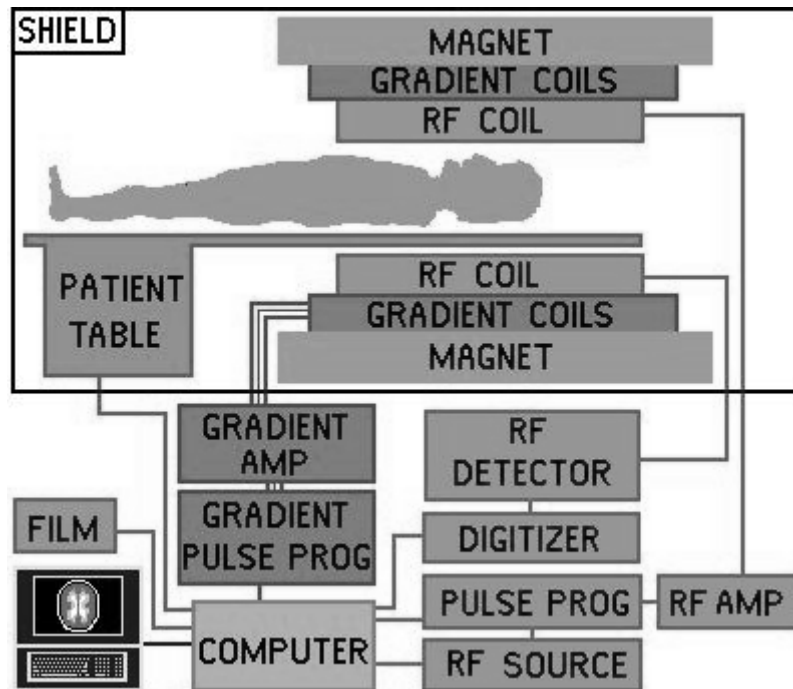 SHIELD
MAGNET
GRADIENT COILS
RF COIL
RF COIL
GRADIENT COILS
MAGNET
PATIENT
TABLE
GRADIENT
AMP
RF
DETECTOR
GRADIENT
PULSE PROG
FILM
DIGITIZER
PULSE PROG
RF AMP
COMPUTER
RF SOURCE